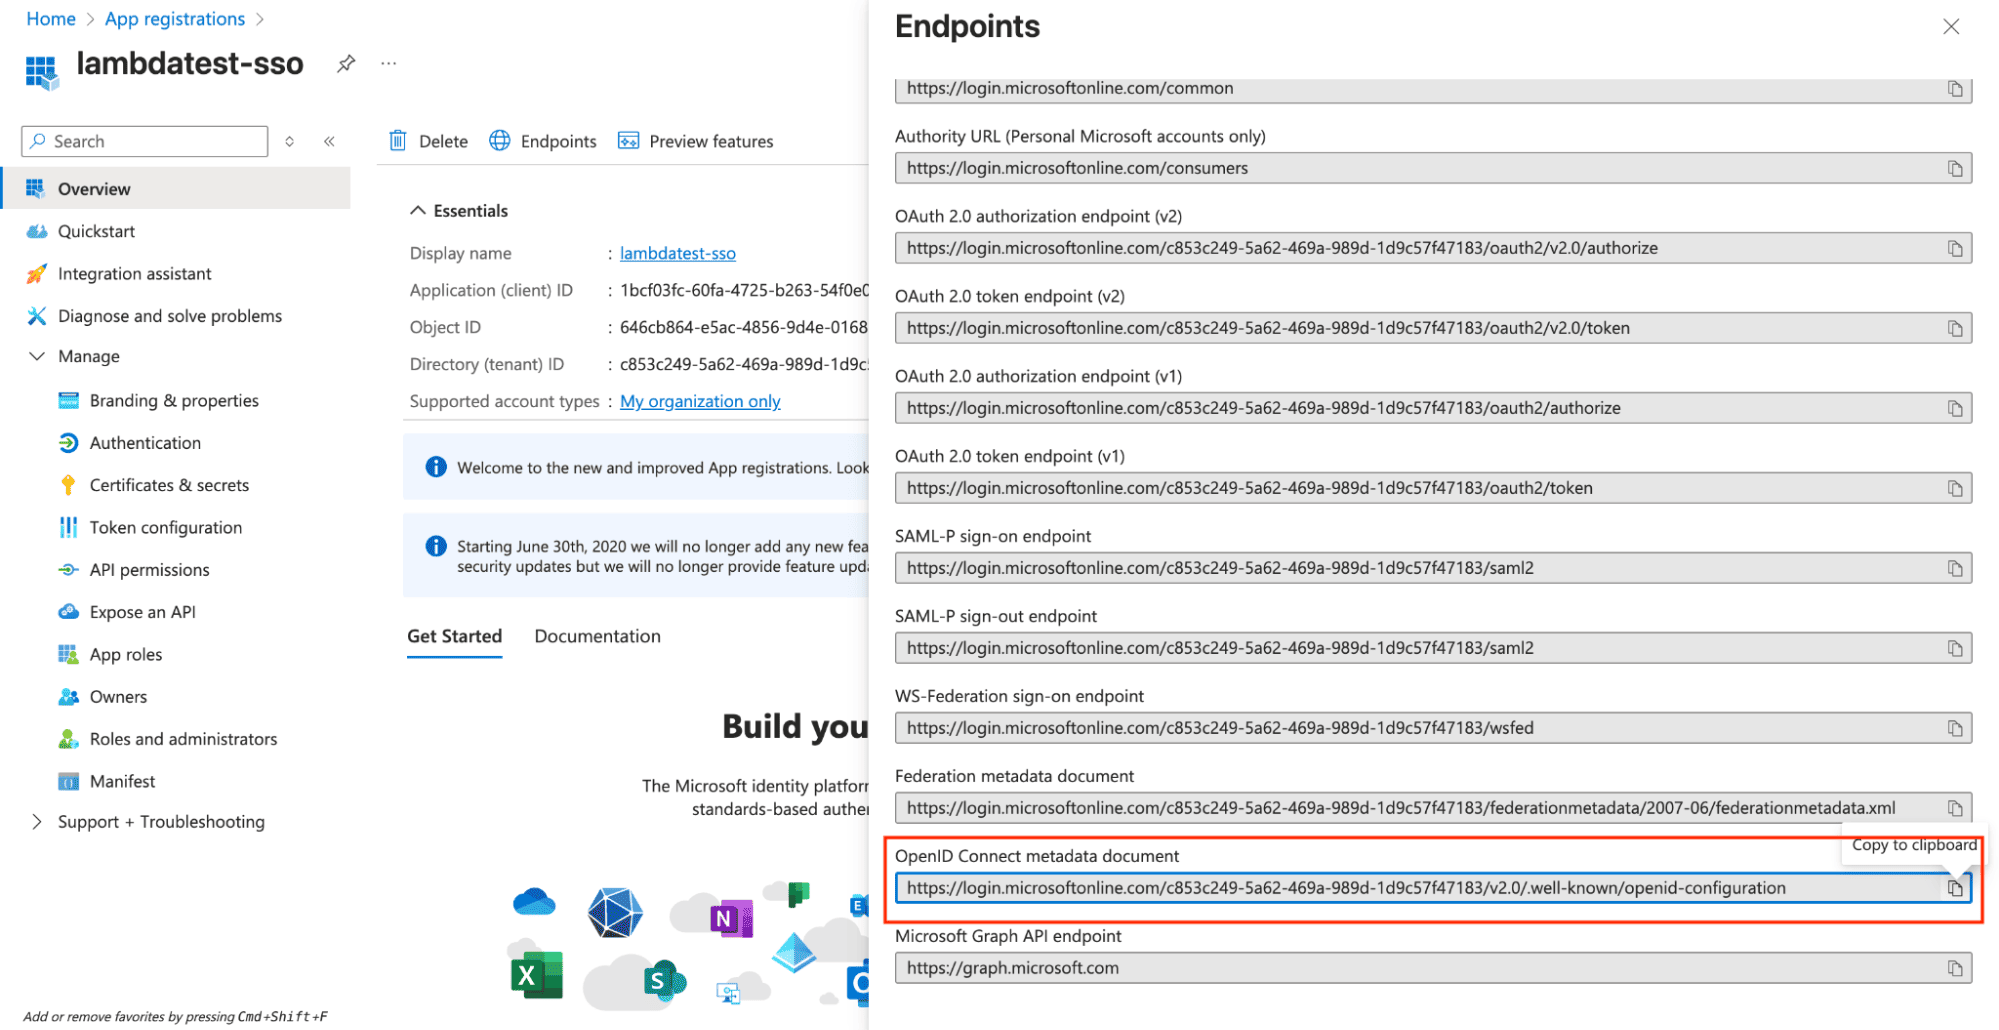 Home > App registrations >
lambdatest-sso
Search
Overview
Quickstart
Integration assistant
Diagnose and solve problems
Manage
Branding & properties
Authentication
Certificates & secrets
Token configuration
API permissions
Expose an API
App roles
Owners
Roles and administrators
Manifest
Support + Troubleshooting
Add or remove favorites by pressing Cmd+Shift+F
Delete Endpoints Preview features
Essentials
Display name : lambdatest-sso
Application (client) ID : 1bcf03fc-60fa-4725-b263-54f0e0
Object ID : 646cb864-e5ac-4856-9d4e-0168
Directory (tenant) ID : c853c249-5a62-469a-989d-1d9c5
Supported account types : My organization only
Welcome to the new and improved App registrations. Look
Starting June 30th, 2020 we will no longer add any new fea
security updates but we will no longer provide feature upda
Get Started Documentation
Build you
The Microsoft identity platforn
standards-based auther
N
E
X
S
Endpoints
https://login.microsoftonline.com/common
Authority URL (Personal Microsoft accounts only)
https://login.microsoftonline.com/consumers
OAuth 2.0 authorization endpoint (v2)
https://login.microsoftonline.com/c853c249-5a62-469a-989d-1d9c57f47183/oauth2/v2.0/authorize
OAuth 2.0 token endpoint (v2)
https://login.microsoftonline.com/c853c249-5a62-469a-989d-1d9c57f47183/oauth2/v2.0/token
OAuth 2.0 authorization endpoint (v1)
https://login.microsoftonline.com/c853c249-5a62-469a-989d-1d9c57f47183/oauth2/authorize
OAuth 2.0 token endpoint (v1)
https://login.microsoftonline.com/c853c249-5a62-469a-989d-1d9c57f47183/oauth2/token
SAML-P sign-on endpoint
https://login.microsoftonline.com/c853c249-5a62-469a-989d-1d9c57f47183/saml2
SAML-P sign-out endpoint
https://login.microsoftonline.com/c853c249-5a62-469a-989d-1d9c57f47183/saml2
WS-Federation sign-on endpoint
https://login.microsoftonline.com/c853c249-5a62-469a-989d-1d9c57f47183/wsfed
Federation metadata document
https://login.microsoftonline.com/c853c249-5a62-469a-989d-1d9c57f47183/federationmetadata/2007-06/federationmetadata.xml
Copy to clipboard
OpenID Connect metadata document
https://login.microsoftonline.com/c853c249-5a62-469a-989d-1d9c57f47183/v2.0/.well-known/openid-configuration
Microsoft Graph API endpoint
https://graph.microsoft.com